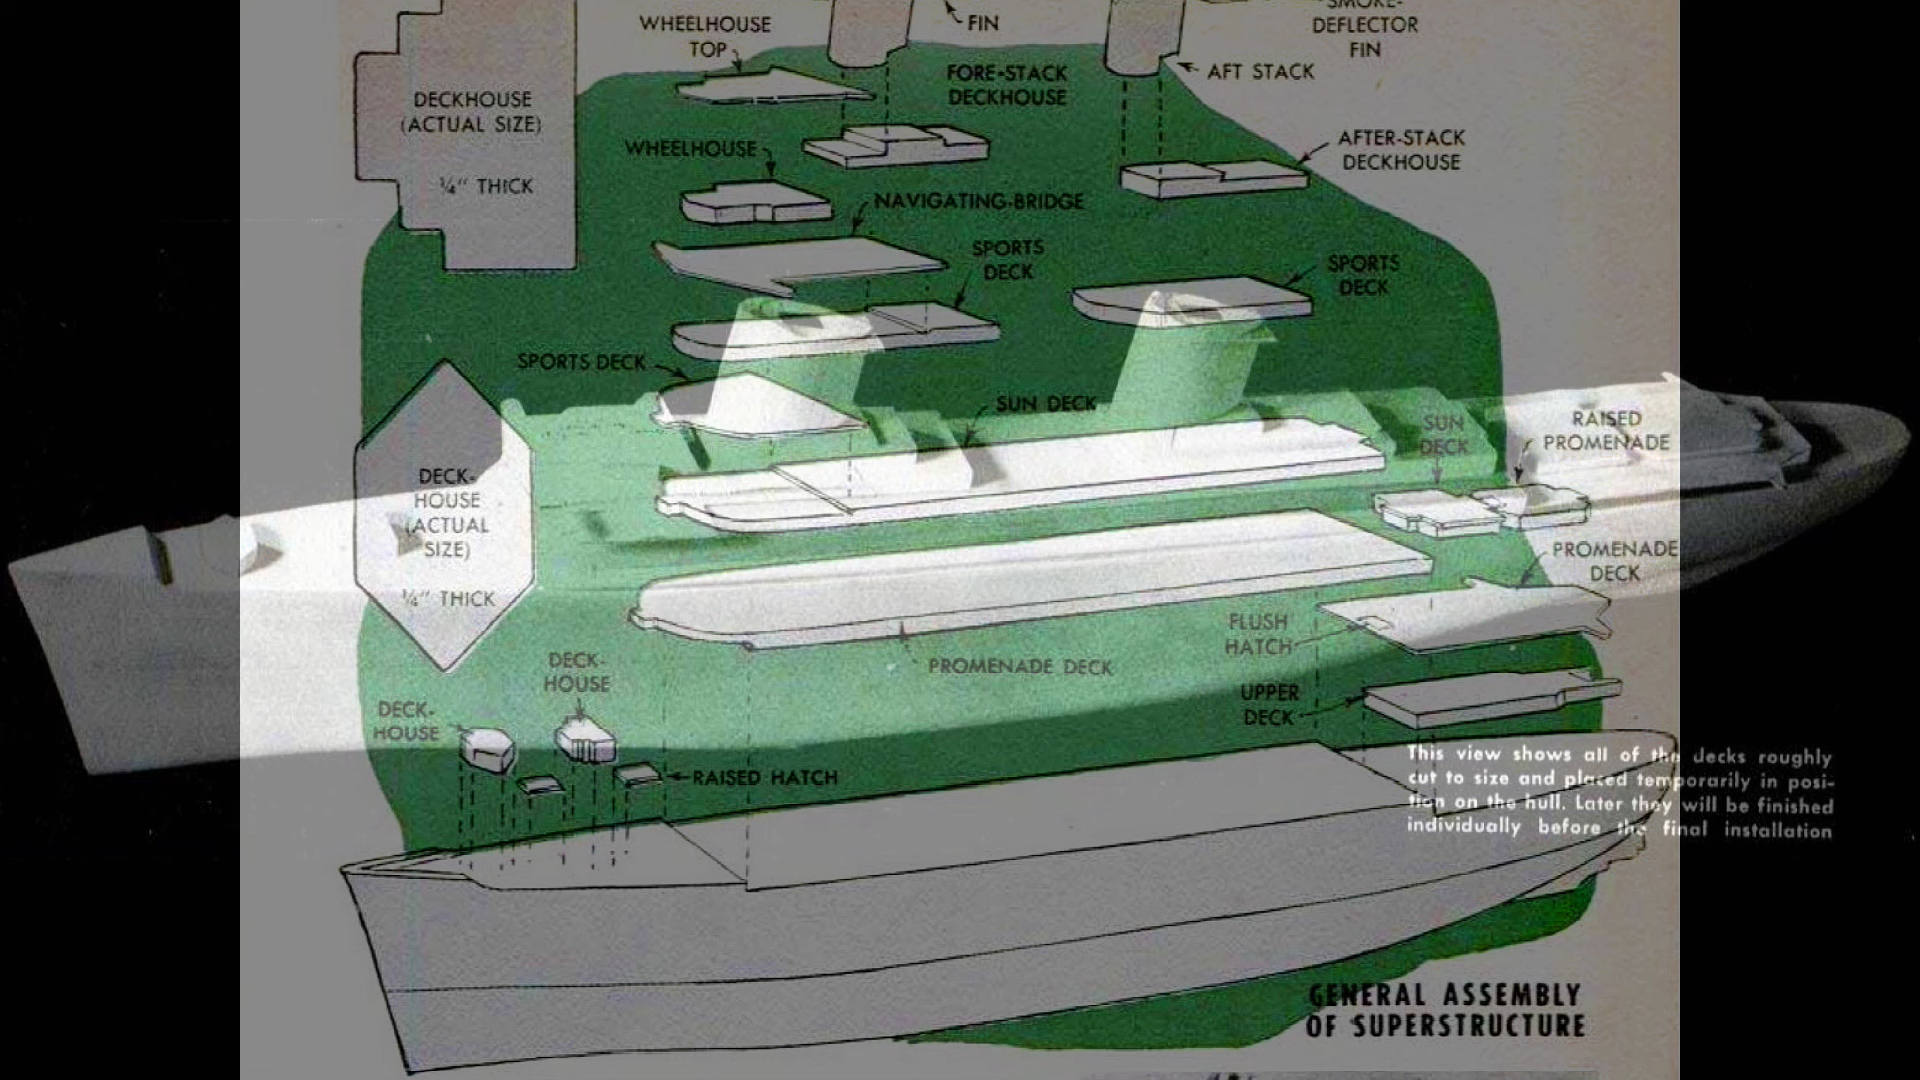 WHEELHOUSE
TOP
FIN
SMOKE-
DEFLECTOR
FIN
FORE-STACK
DECKHOUSE
AFT STACK
DECKHOUSE
(ACTUAL SIZE)
¼" THICK
WHEELHOUSE
AFTER-STACK
DECKHOUSE
NAVIGATING-BRIDGE
SPORTS
DECK
SPORTS
DECK
SPORTS DECK
SUN DECK
SUN
DECK
RAISED
PROMENADE
DECK-
HOUSE
(ACTUAL
SIZE)
¼" THICK
PROMENADE
DECK
FLUSH
HATCH
PROMENADE DECK
DECK-
HOUSE
UPPER
DECK
DECK-
HOUSE
RAISED HATCH
This view shows all of the decks roughly
cut to size and placed temporarily in posi-
tion on the hull. Later they will be finished
individually before the final installation
GENERAL ASSEMBLY
OF SUPERSTRUCTURE